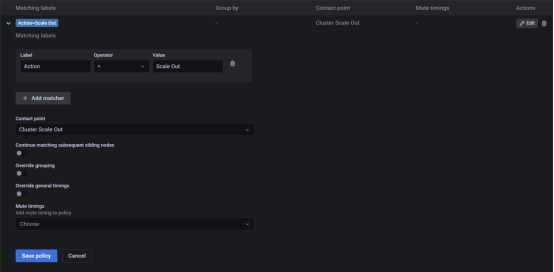 Matching labels Group by Contact point Mute timings Actions
Action=Scale Out - Cluster Scale Out - Edit
Matching labels
Label Operator Value
Action = Scale Out
+ Add matcher
Contact point
Cluster Scale Out
Continue matching subsequent sibling nodes
Override grouping
Override general timings
Mute timings
Add mute timing to policy
Choose
Save policy Cancel